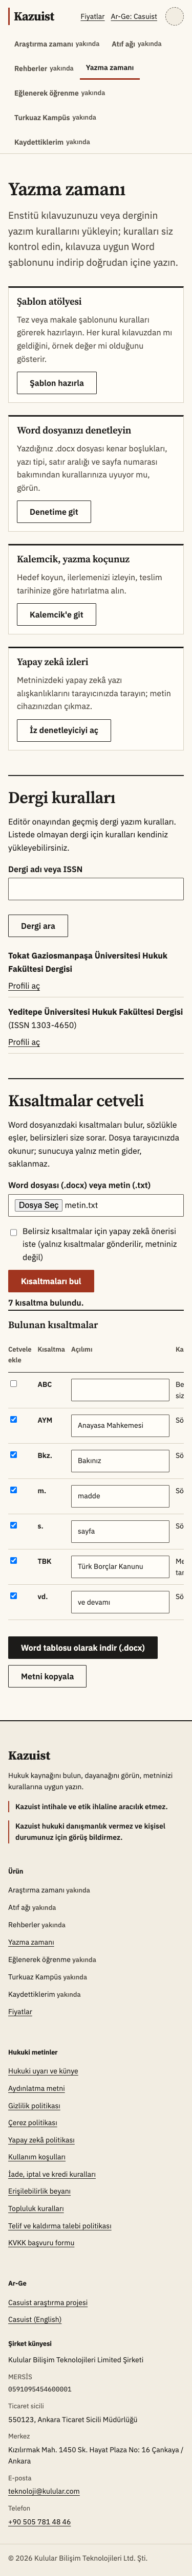 Kazuist
Fiyatlar
Ar-Ge: Casuist
Araştırma zamanı yakında
Atıf ağı yakında
Rehberler yakında
Yazma zamanı
Eğlenerek öğrenme yakında
Turkuaz Kampüs yakında
Kaydettiklerim yakında
Yazma zamanı
Enstitü kılavuzunuzu veya derginin
yazım kurallarını yükleyin; kuralları siz
kontrol edin, kılavuza uygun Word
şablonunu indirip doğrudan içine yazın.
Şablon atölyesi
Tez veya makale şablonunu kuralları
görerek hazırlayın. Her kural kılavuzdan mı
geldiğini, örnek değer mi olduğunu
gösterir.
Şablon hazırla
Word dosyanızı denetleyin
Yazdığınız .docx dosyası kenar boşlukları,
yazı tipi, satır aralığı ve sayfa numarası
bakımından kurallarınıza uyuyor mu,
görün.
Denetime git
Kalemcik, yazma koçunuz
Hedef koyun, ilerlemenizi izleyin, teslim
tarihinize göre hatırlatma alın.
Kalemcik'e git
Yapay zekâ izleri
Metninizdeki yapay zekâ yazı
alışkanlıklarını tarayıcınızda tarayın; metin
cihazınızdan çıkmaz.
İz denetleyiciyi aç
Dergi kuralları
Editör onayından geçmiş dergi yazım kuralları.
Listede olmayan dergi için kuralları kendiniz
yükleyebilirsiniz.
Dergi adı veya ISSN
Dergi ara
Tokat Gaziosmanpaşa Üniversitesi Hukuk
Fakültesi Dergisi
Profili aç
Yeditepe Üniversitesi Hukuk Fakültesi Dergisi
(ISSN 1303-4650)
Profili aç
Kısaltmalar cetveli
Word dosyanızdaki kısaltmaları bulur, sözlükle
eşler, belirsizleri size sorar. Dosya tarayıcınızda
okunur; sunucuya yalnız metin gider,
saklanmaz.
Word dosyası (.docx) veya metin (.txt)
Dosya Seç metin.txt
Belirsiz kısaltmalar için yapay zekâ önerisi
iste (yalnız kısaltmalar gönderilir, metniniz
değil)
Kısaltmaları bul
7 kısaltma bulundu.
Bulunan kısaltmalar
Cetvele
ekle
Kısaltma
Açılımı
Ka
ABC
Be
siz
AYM
Anayasa Mahkemesi
Sö
Bkz.
Bakınız
Sö
m.
madde
Sö
s.
sayfa
Sö
TBK
Türk Borçlar Kanunu
Me
tar
vd.
ve devamı
Sö
Word tablosu olarak indir (.docx)
Metni kopyala
Kazuist
Hukuk kaynağını bulun, dayanağını görün, metninizi
kurallarına uygun yazın.
Kazuist intihale ve etik ihlaline aracılık etmez.
Kazuist hukuki danışmanlık vermez ve kişisel
durumunuz için görüş bildirmez.
Ürün
Araştırma zamanı yakında
Atıf ağı yakında
Rehberler yakında
Yazma zamanı
Eğlenerek öğrenme yakında
Turkuaz Kampüs yakında
Kaydettiklerim yakında
Fiyatlar
Hukuki metinler
Hukuki uyarı ve künye
Aydınlatma metni
Gizlilik politikası
Çerez politikası
Yapay zekâ politikası
Kullanım koşulları
İade, iptal ve kredi kuralları
Erişilebilirlik beyanı
Topluluk kuralları
Telif ve kaldırma talebi politikası
KVKK başvuru formu
Ar-Ge
Casuist araştırma projesi
Casuist (English)
Şirket künyesi
Kulular Bilişim Teknolojileri Limited Şirketi
MERSİS
0591095454600001
Ticaret sicili
550123, Ankara Ticaret Sicili Müdürlüğü
Merkez
Kızılırmak Mah. 1450 Sk. Hayat Plaza No: 16 Çankaya /
Ankara
E-posta
teknoloji@kulular.com
Telefon
+90 505 781 48 46
© 2026 Kulular Bilişim Teknolojileri Ltd. Şti.